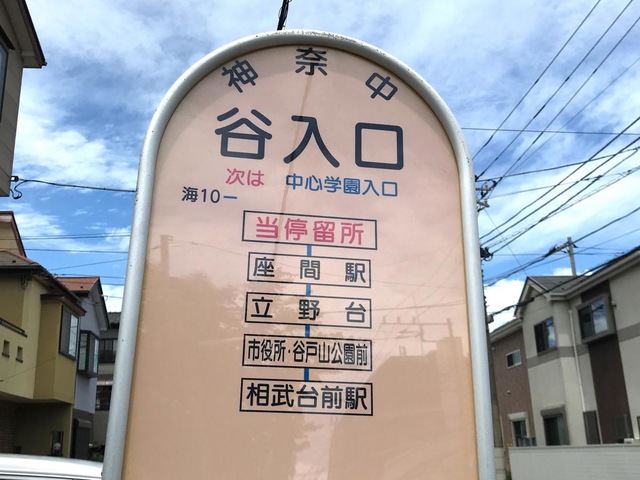 神奈中
谷入口
次は 中心学園入口
海10ー
当停留所
座間駅
立野台
市役所・谷戸山公園前
相武台前駅